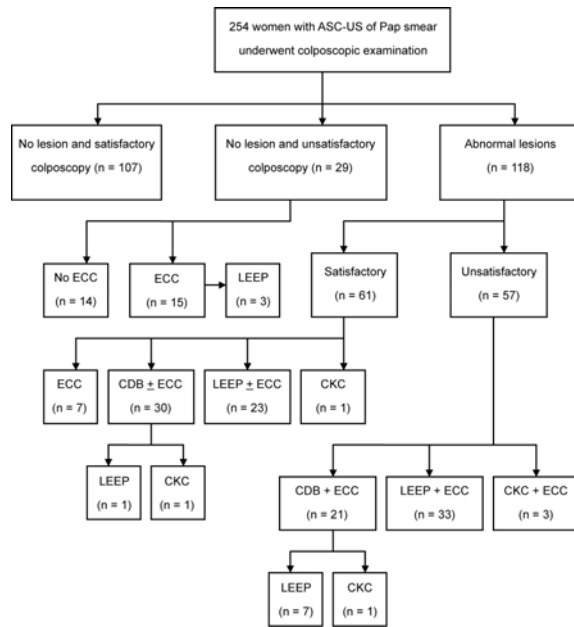 254 women with ASC-US of Pap smear
underwent colposcopic examination
No lesion and satisfactory
colposcopy (n = 107)
No lesion and unsatisfactory
colposcopy (n = 29)
Abnormal lesions
(n = 118)
No ECC
(n = 14)
ECC
(n = 15)
LEEP
(n = 3)
Satisfactory
(n = 61)
Unsatisfactory
(n = 57)
ECC
(n = 7)
CDB ± ECC
(n = 30)
LEEP ± ECC
(n = 23)
CKC
(n = 1)
LEEP
(n = 1)
CKC
(n = 1)
CDB + ECC
(n = 21)
LEEP + ECC
(n = 33)
CKC + ECC
(n = 3)
LEEP
(n = 7)
CKC
(n = 1)